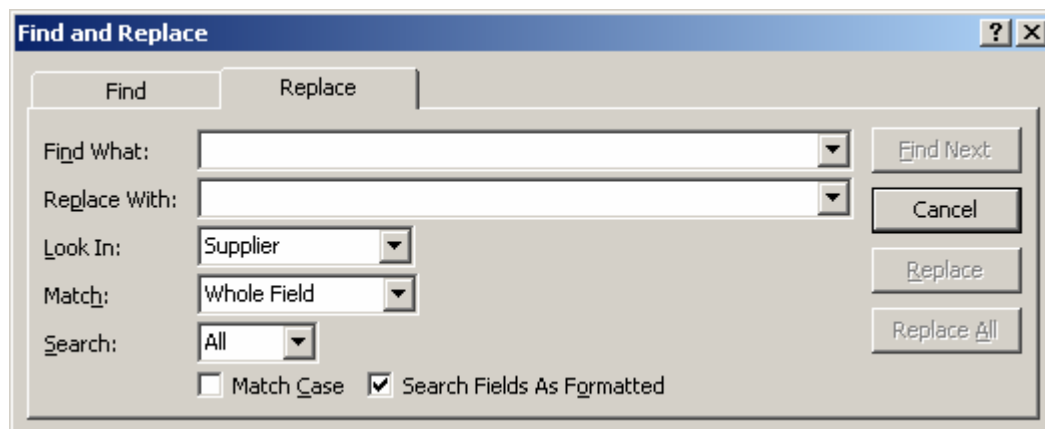 Find and Replace
Find Replace
Find What: Find Next
Replace With: Cancel
Look In: Supplier Replace
Match: Whole Field
Search: All Replace All
Match Case Search Fields As Formatted